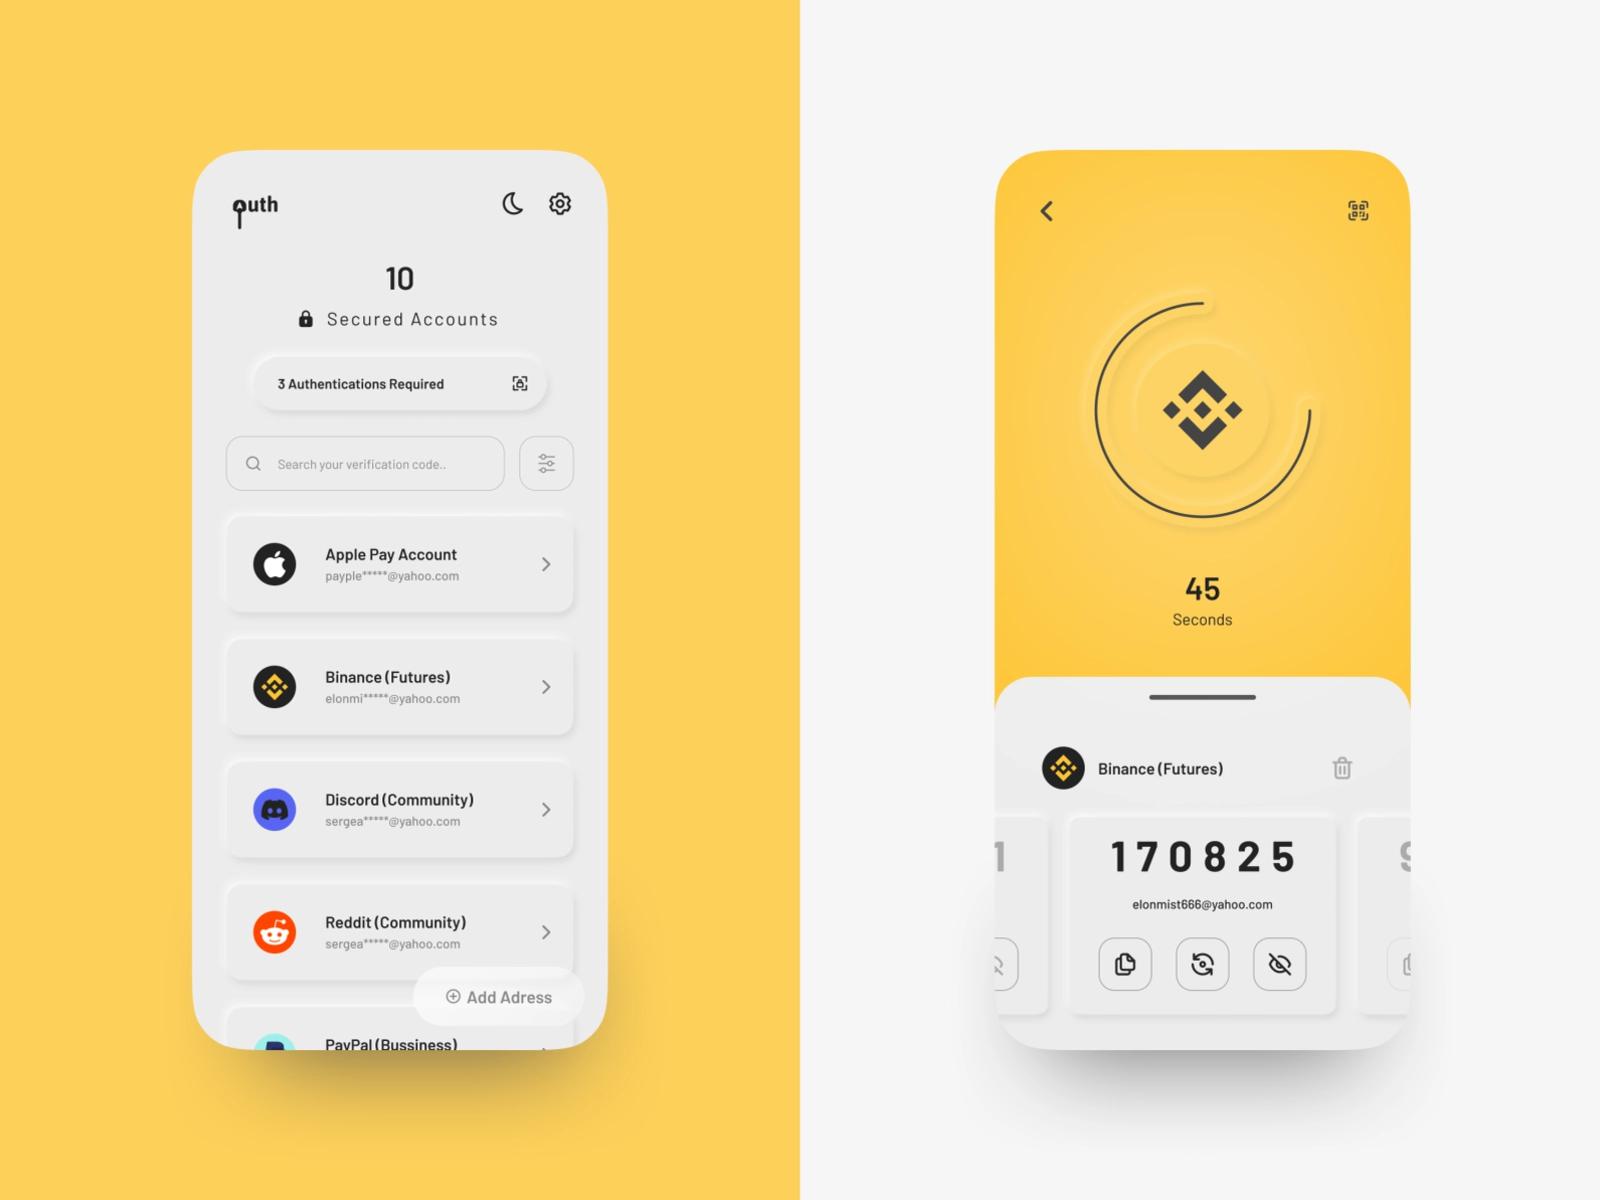 auth
10
Secured Accounts
3 Authentications Required
Search your verification code..
Apple Pay Account
payple*****@yahoo.com
Binance (Futures)
elonmi*****@yahoo.com
Discord (Community)
sergea*****@yahoo.com
Reddit (Community)
sergea*****@yahoo.com
Add Adress
PayPal (Bussiness)
45
Seconds
Binance (Futures)
1
170825
9
elonmist666@yahoo.com